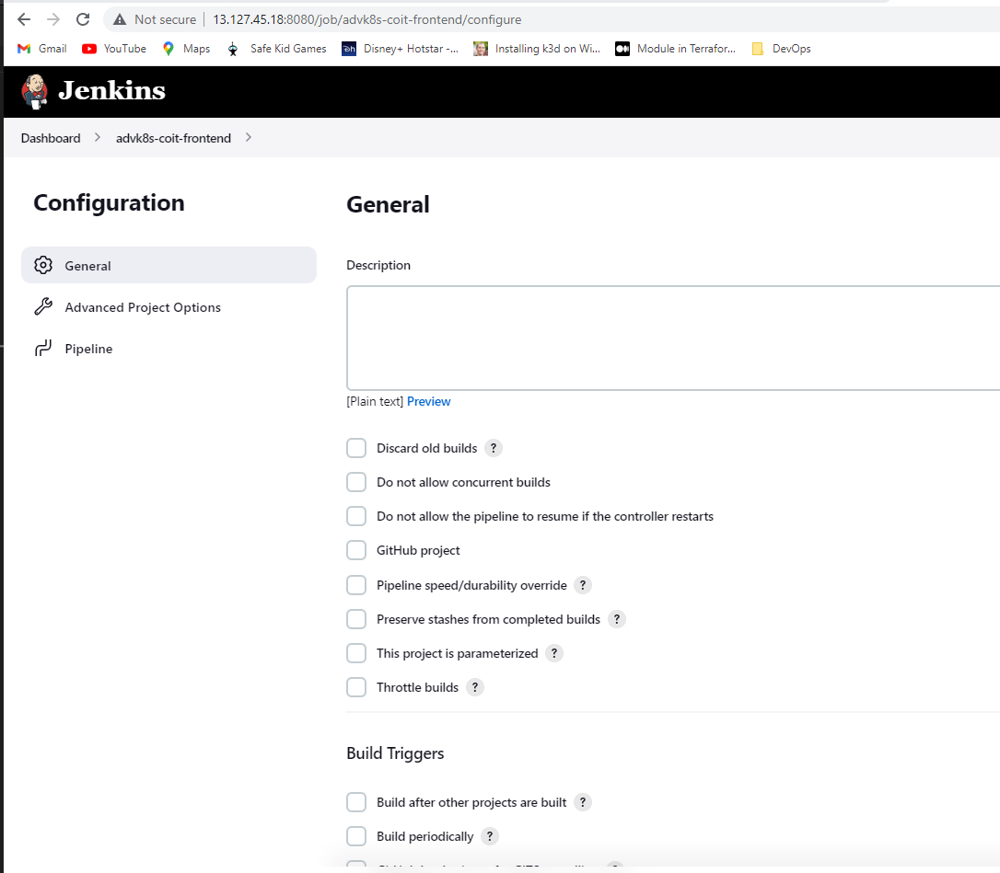 Not secure | 13.127.45.18:8080/job/advk8s-coit-frontend/configure
Gmail YouTube Maps Safe Kid Games Disney+ Hotstar -... Installing k3d on Wi... Module in Terrafor... DevOps
Jenkins
Dashboard > advk8s-coit-frontend >
Configuration
General
Advanced Project Options
Pipeline
General
Description
[Plain text] Preview
Discard old builds ?
Do not allow concurrent builds
Do not allow the pipeline to resume if the controller restarts
GitHub project
Pipeline speed/durability override ?
Preserve stashes from completed builds ?
This project is parameterized ?
Throttle builds ?
Build Triggers
Build after other projects are built ?
Build periodically ?